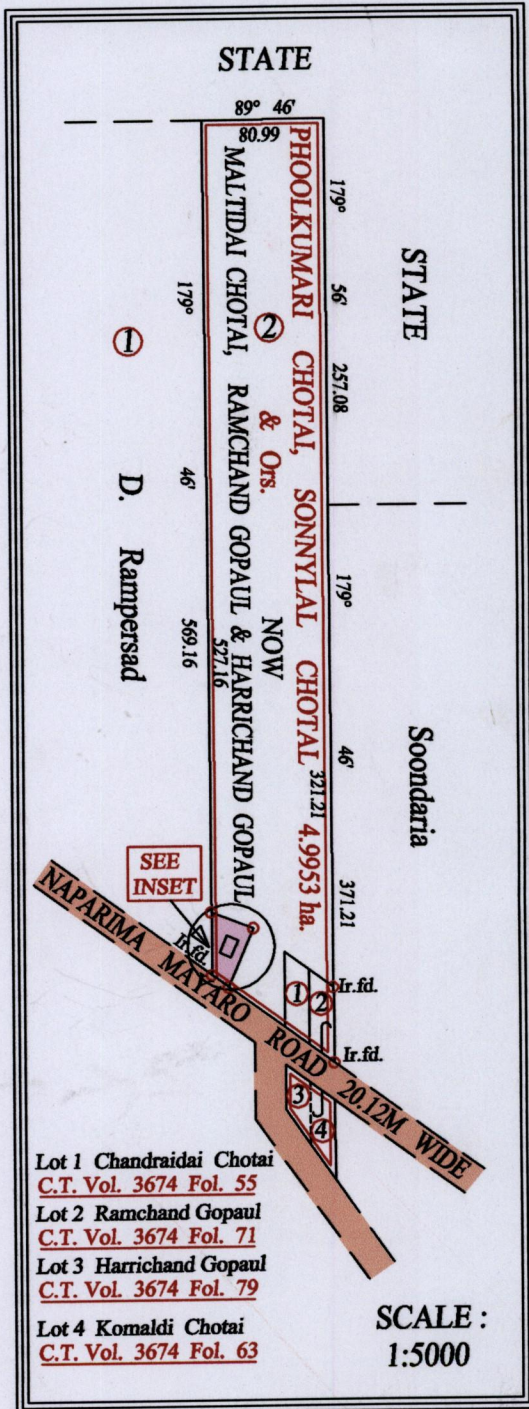 STATE
89° 46'
80.99
PHOOLKUMARI CHOTAI, SONNYLAL CHOTAL 4.9953 ha.
& Ors.
2
NOW
MALTIDAI CHOTAI, RAMCHAND GOPAUL & HARRICHAND GOPAUL
179° 56' 257.08
STATE
179° 46' 371.21
321.21
Soondaria
179° 46' 569.16
527.16
1
D. Rampersad
SEE
INSET
Ir.fd.
1
2
Ir.fd.
Ir.fd.
NAPARIMA MAYARO ROAD 20.12M WIDE
3
4
Lot 1 Chandraidai Chotai
C.T. Vol. 3674 Fol. 55
Lot 2 Ramchand Gopaul
C.T. Vol. 3674 Fol. 71
Lot 3 Harrichand Gopaul
C.T. Vol. 3674 Fol. 79
Lot 4 Komaldi Chotai
C.T. Vol. 3674 Fol. 63
SCALE :
1:5000